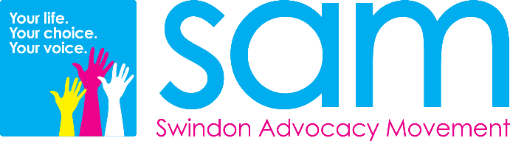 Your life.
Your choice.
Your voice.
sam
Swindon Advocacy Movement